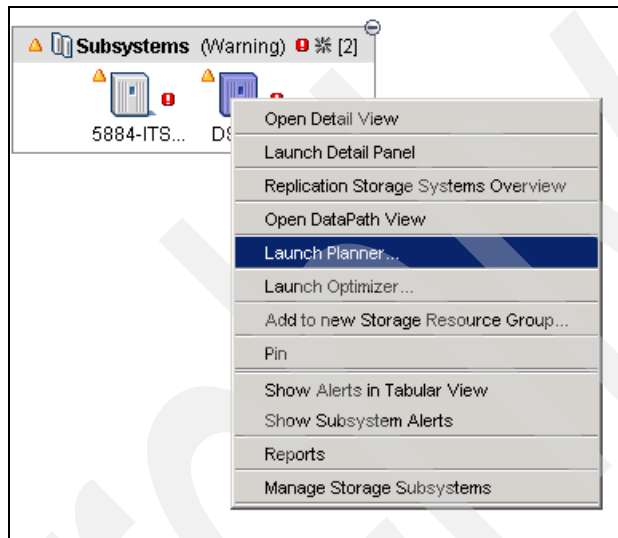 Subsystems (Warning) [2]
5884-ITS... DS
Open Detail View
Launch Detail Panel
Replication Storage Systems Overview
Open DataPath View
Launch Planner...
Launch Optimizer...
Add to new Storage Resource Group...
Pin
Show Alerts in Tabular View
Show Subsystem Alerts
Reports
Manage Storage Subsystems